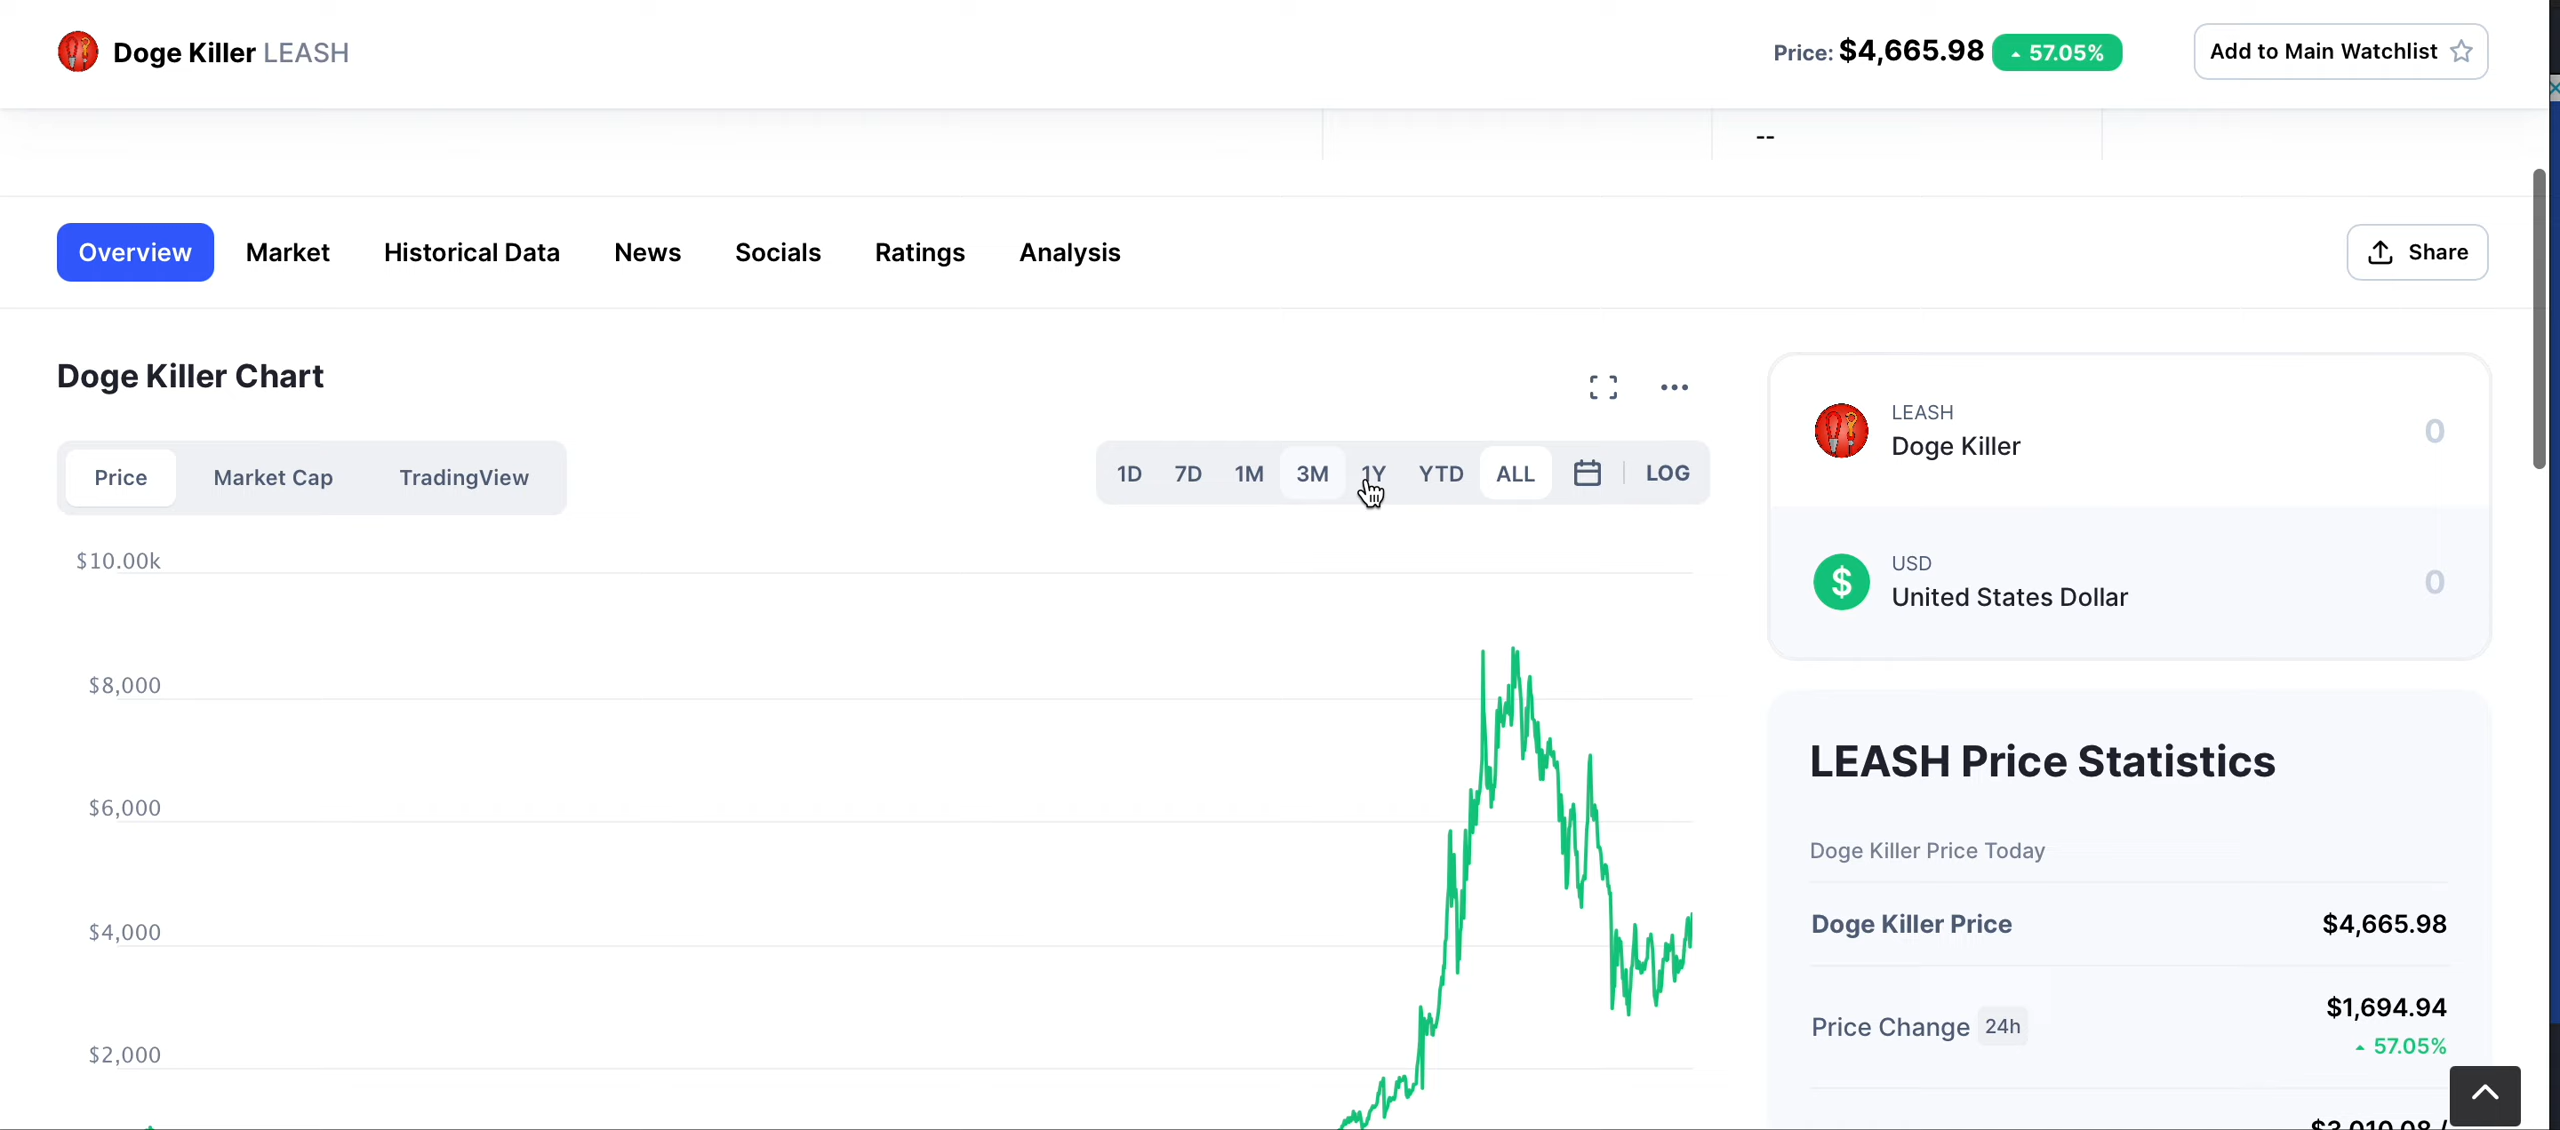 Doge Killer LEASH
Price: $4,665.98 57.05%
Add to Main Watchlist
--
Overview Market Historical Data News Socials Ratings Analysis
Share
Doge Killer Chart
Price Market Cap TradingView
1D 7D 1M 3M 1Y YTD ALL LOG
$10.00k
$8,000
$6,000
$4,000
$2,000
LEASH
Doge Killer
0
USD
United States Dollar
0
LEASH Price Statistics
Doge Killer Price Today
Doge Killer Price $4,665.98
Price Change 24h $1,694.94
57.05%
$3,010.08 /